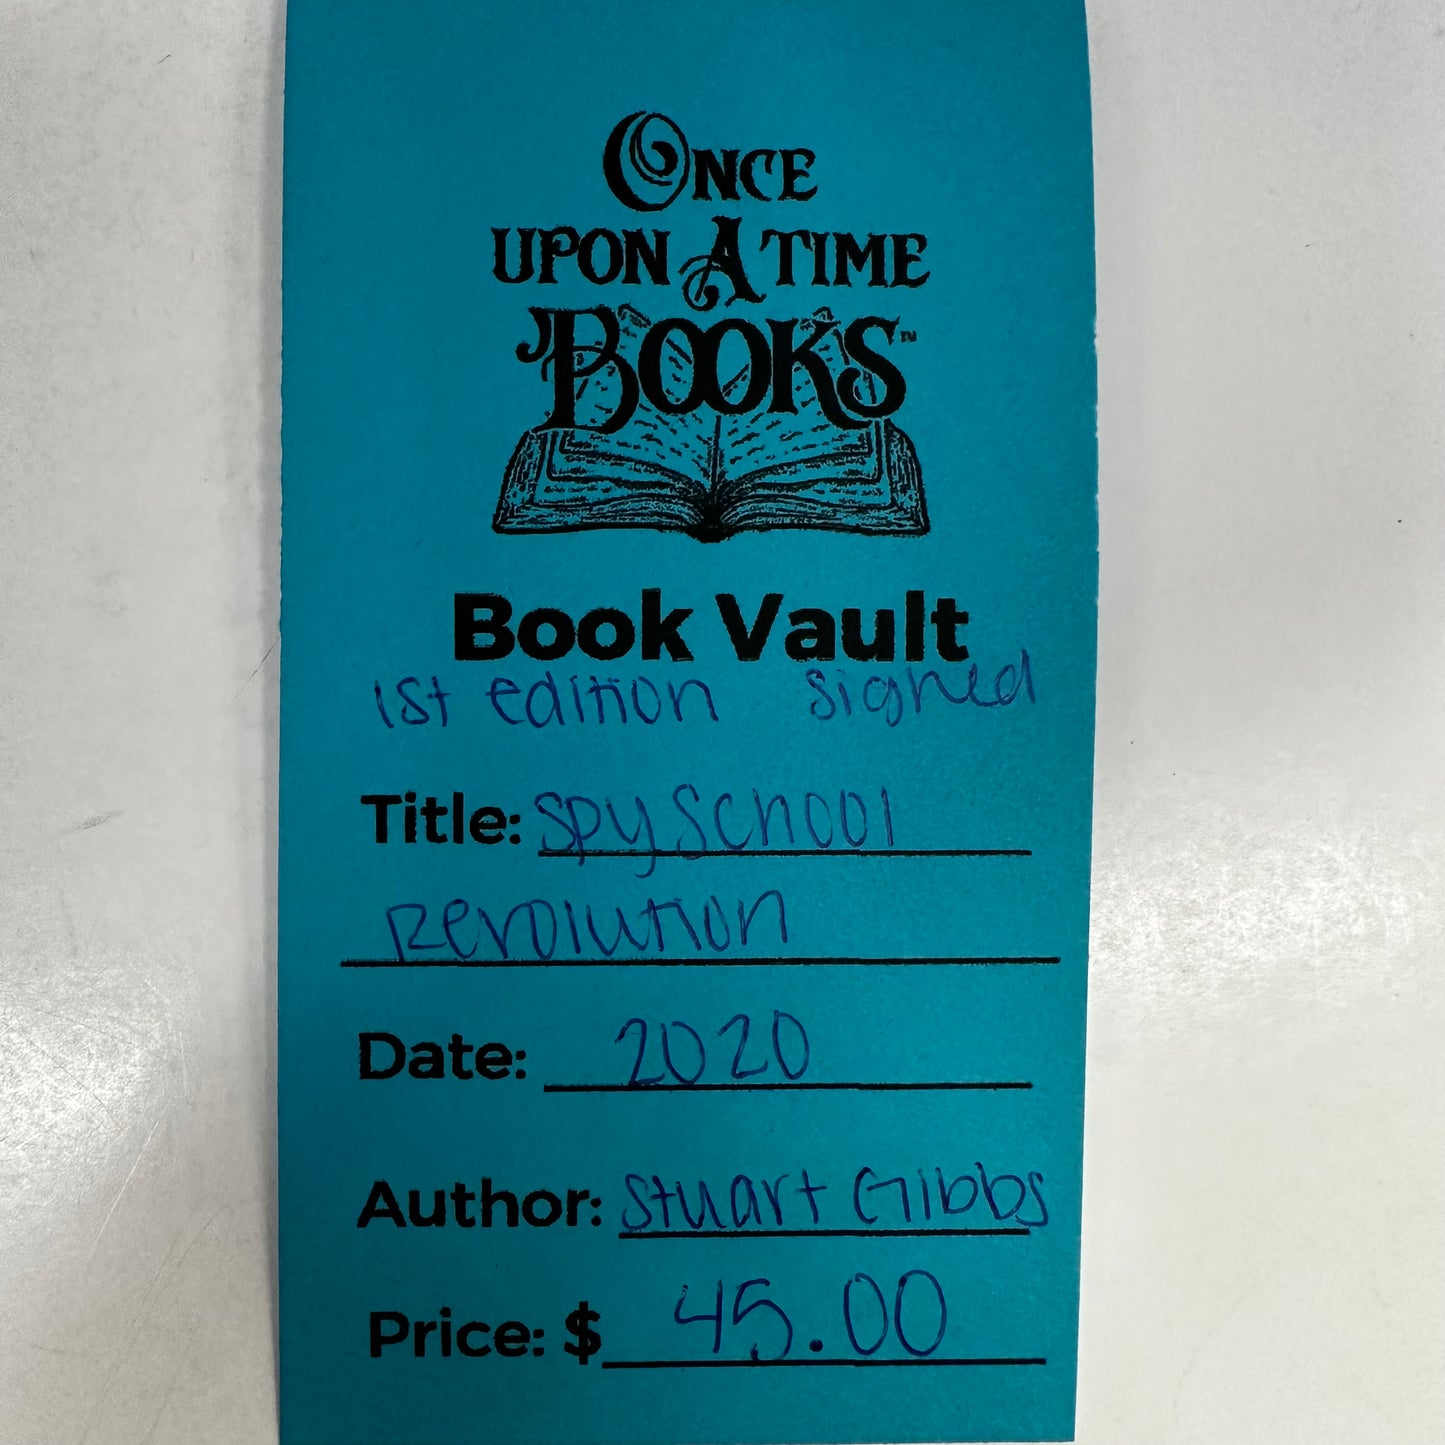 ONCE
UPON A TIME
BOOKS™
Book Vault
1st edition signed
Title: Spy School
Revolution
Date: 2020
Author: Stuart Gibbs
Price: $ 45.00